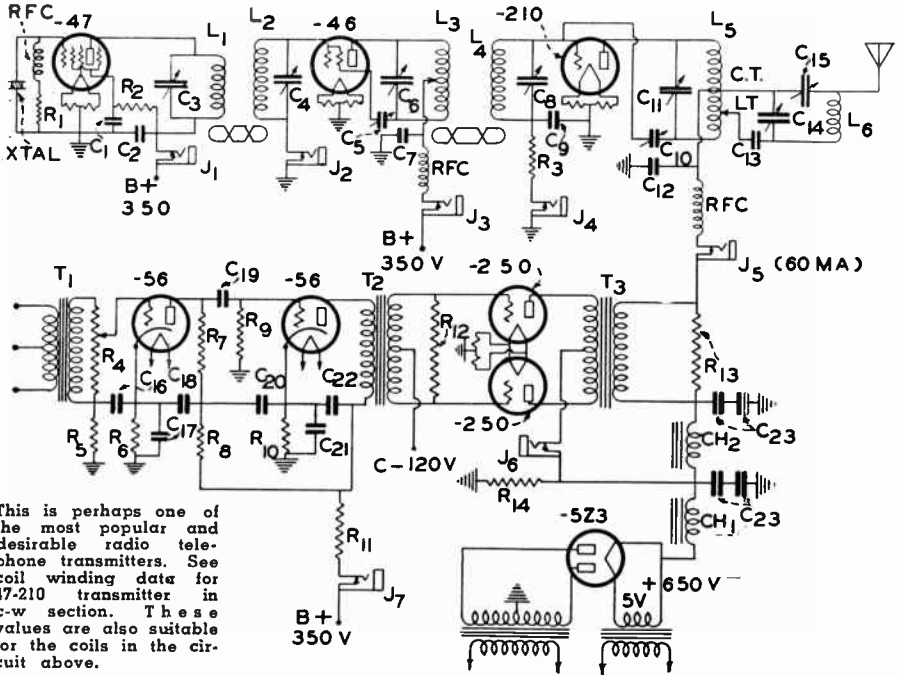 RFC
-47
L1
L2
-46
L3
-210
L4
L5
C15
R2
C3
C4
C6
C8
C11
C.T.
LT
C14
L6
R1
C1
C2
C5
C7
C9
C10
C13
XTAL
J1
J2
RFC
R3
C12
RFC
B+
350
J3
J4
B+
350 V
J5 (60 MA)
T1
-56
C19
-56
T2
-250
T3
R4
R7
R9
R12
R13
C16
C18
C20
C22
R5
R6
C17
R8
R10
C21
-250
C-120V
J6
CH2
C23
R14
CH1
C23
R11
-5Z3
+650V
5V
J7
B+
350 V
This is perhaps one of
the most popular and
desirable radio tele-
phone transmitters. See
coil winding data for
47-210 transmitter in
c-w section. These
values are also suitable
for the coils in the cir-
cuit above.